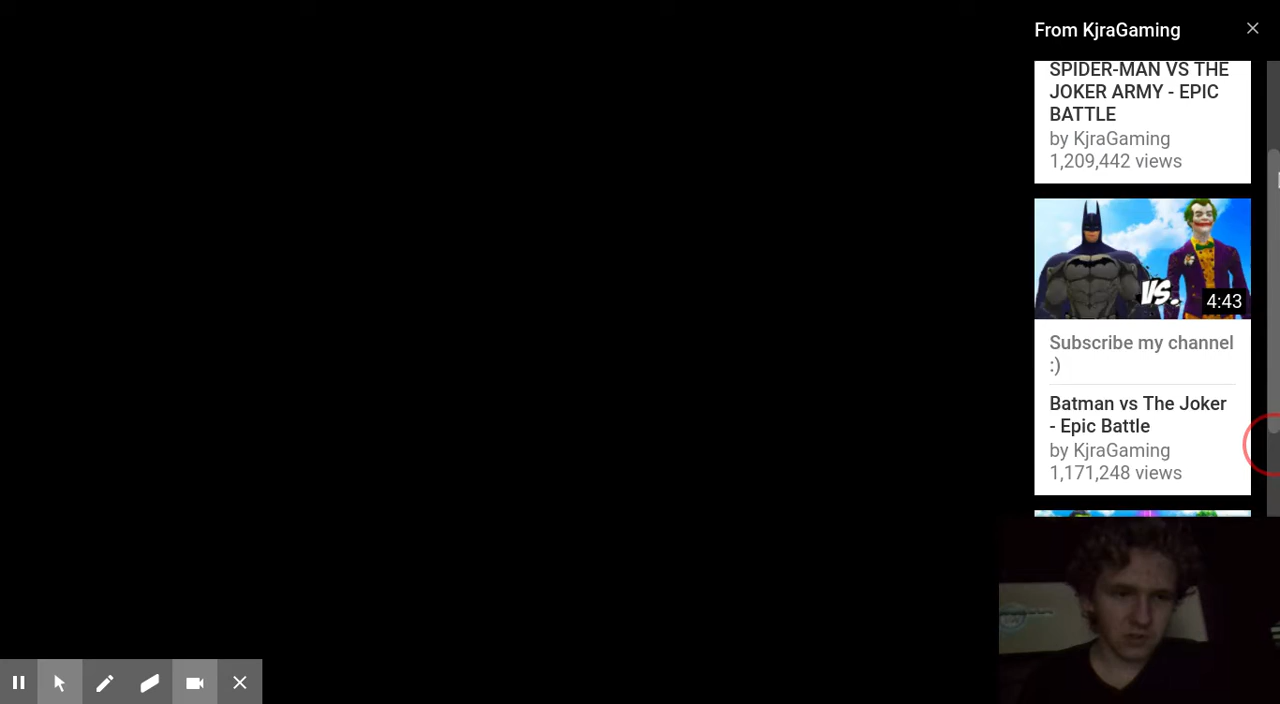 From KjraGaming
SPIDER-MAN VS THE
JOKER ARMY - EPIC
BATTLE
by KjraGaming
1,209,442 views
VS.
4:43
Subscribe my channel
:)
Batman vs The Joker
- Epic Battle
by KjraGaming
1,171,248 views